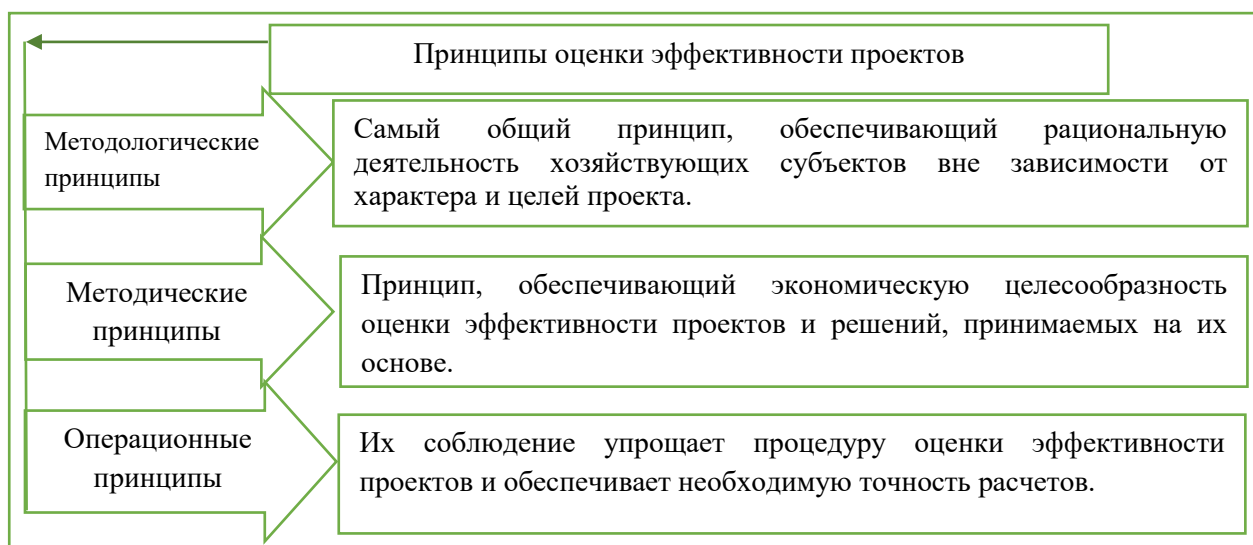 Принципы оценки эффективности проектов
Методологические
принципы
Самый общий принцип, обеспечивающий рациональную
деятельность хозяйствующих субъектов вне зависимости от
характера и целей проекта.
Методические
принципы
Принцип, обеспечивающий экономическую целесообразность
оценки эффективности проектов и решений, принимаемых на их
основе.
Операционные
принципы
Их соблюдение упрощает процедуру оценки эффективности
проектов и обеспечивает необходимую точность расчетов.